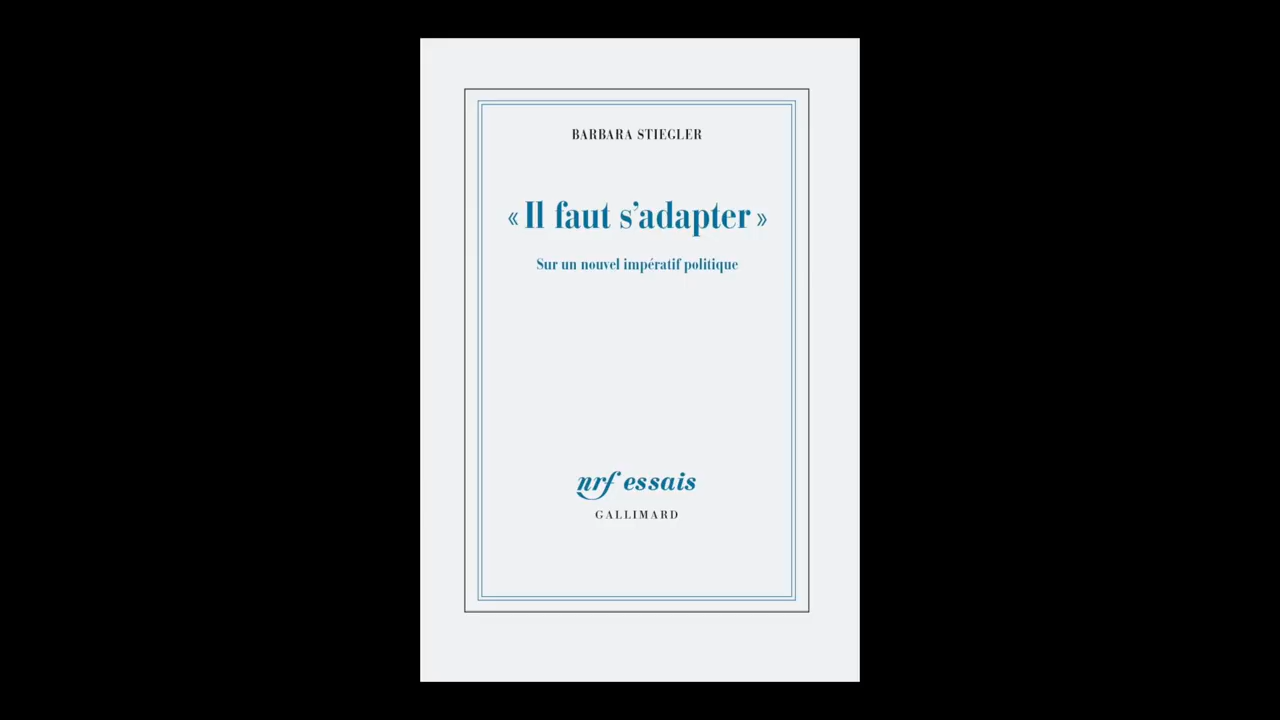 BARBARA STIEGLER
« Il faut s’adapter »
Sur un nouvel impératif politique
nrf essais
GALLIMARD